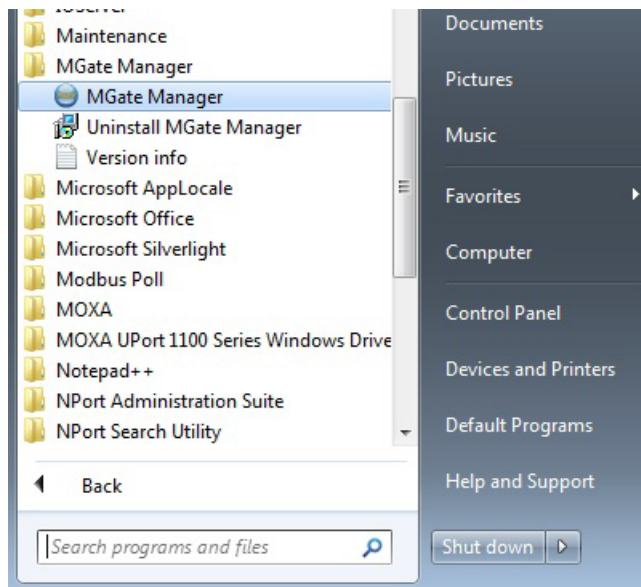 Maintenance
MGate Manager
MGate Manager
Uninstall MGate Manager
Version info
Microsoft AppLocale
Microsoft Office
Microsoft Silverlight
Modbus Poll
MOXA
MOXA UPort 1100 Series Windows Drive
Notepad++
NPort Administration Suite
NPort Search Utility
Back
Search programs and files
Documents
Pictures
Music
Favorites
Computer
Control Panel
Devices and Printers
Default Programs
Help and Support
Shut down